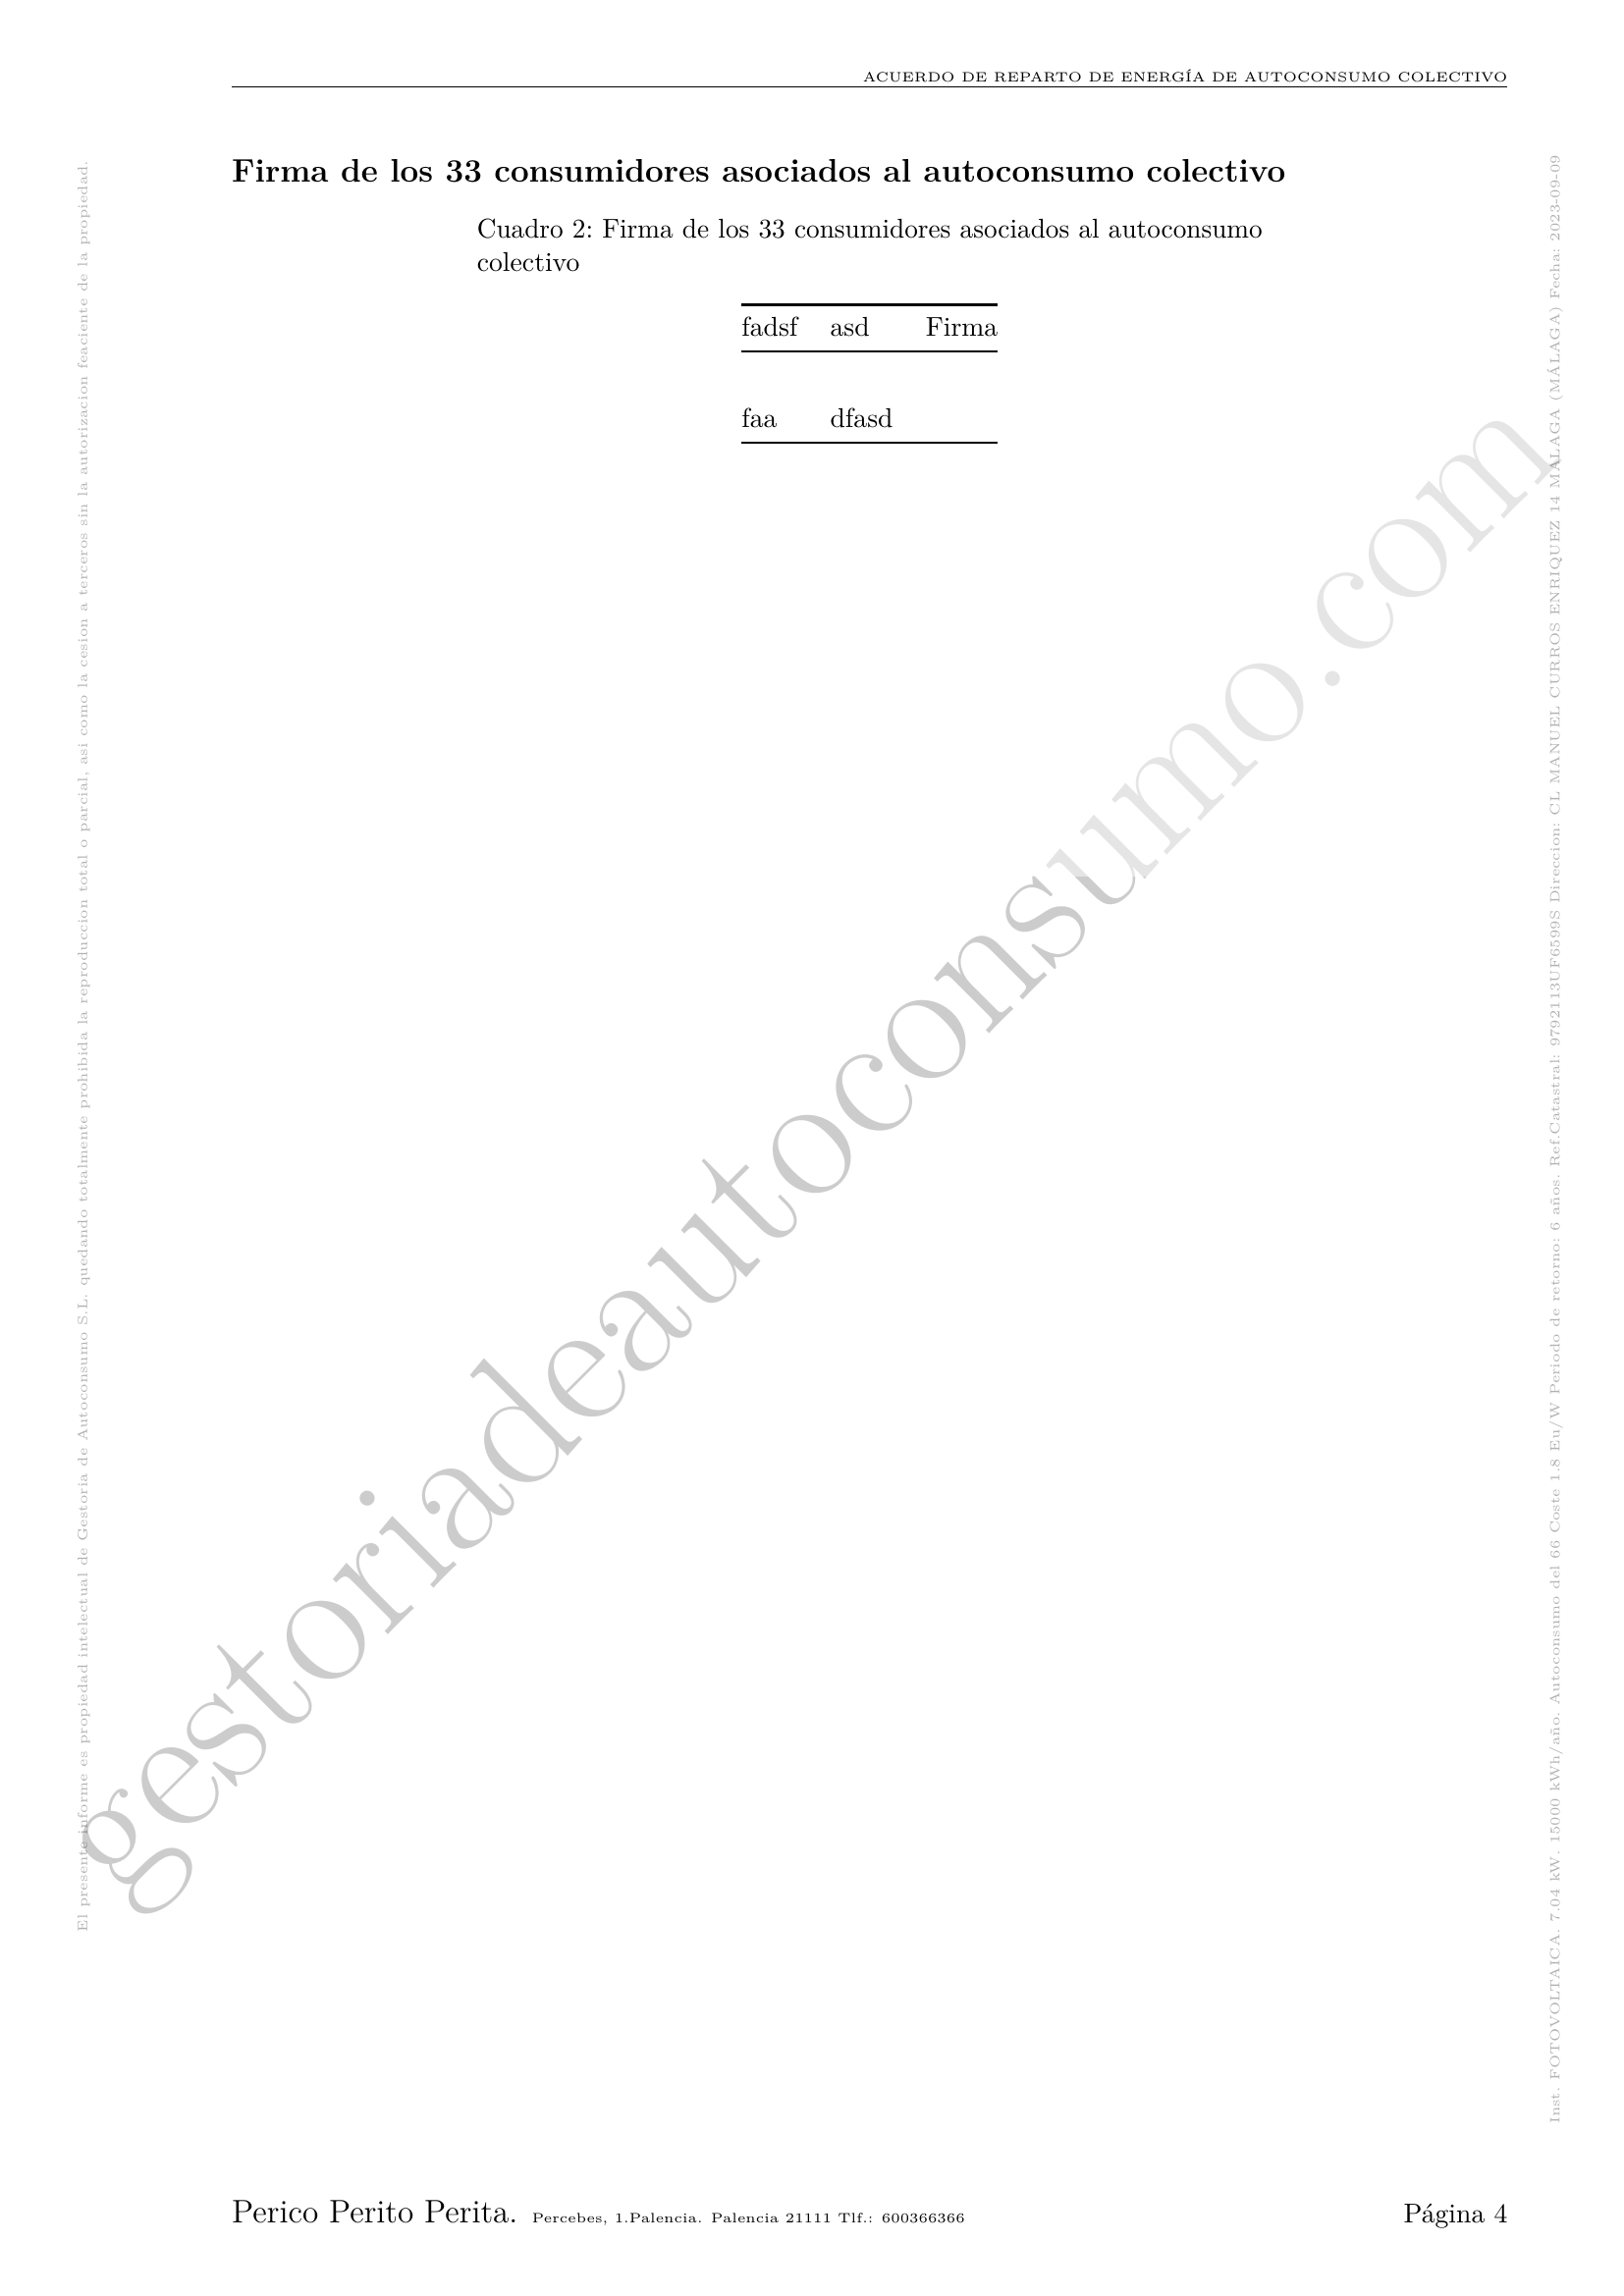 ACUERDO DE REPARTO DE ENERGÍA DE AUTOCONSUMO COLECTIVO
Firma de los 33 consumidores asociados al autoconsumo colectivo
Cuadro 2: Firma de los 33 consumidores asociados al autoconsumo
colectivo
fadsf asd Firma
faa dfasd
El presente informe es propiedad intelectual de Gestoria de Autoconsumo S.L. quedando totalmente prohibida la reproduccion total o parcial, asi como la cesion a terceros sin la autorizacion feaciente de la propiedad.
gestoriadeautoconsumo.com
Inst. FOTOVOLTAICA. 7.04 kW. 15000 kWh/año. Autoconsumo del 66 Coste 1.8 Eu/W Periodo de retorno: 6 años. Ref.Catastral: 9792113UF6599S Direccion: CL MANUEL CURROS ENRIQUEZ 14 MÁLAGA (MÁLAGA) Fecha: 2023-09-09
Perico Perito Perita. Percebes, 1.Palencia. Palencia 21111 Tlf.: 600366366
Página 4